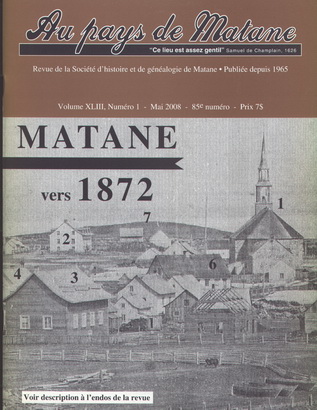 Au pays de Matane
"Ce lieu est assez gentil" Samuel de Champlain, 1626
Revue de la Société d'histoire et de généalogie de Matane • Publiée depuis 1965
Volume XLIII, Numéro 1 - Mai 2008 - 85e numéro - Prix 7$
MATANE
vers 1872
7
1
2
6
4
3
Voir description à l'endos de la revue